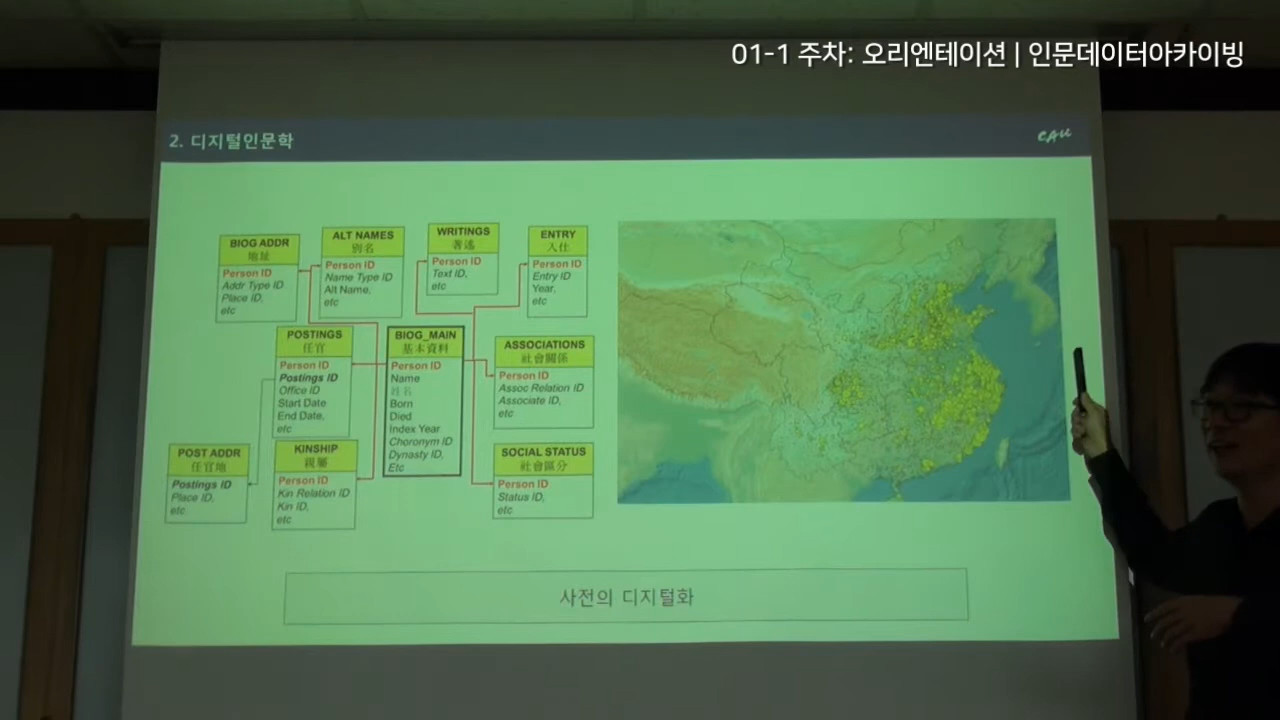 01-1 주차: 오리엔테이션 | 인문데이터아카이빙
2. 디지털인문학
CAU
BIOG ADDR
地址
Person ID
Addr Type ID
Place ID,
etc
ALT NAMES
別名
Person ID
Name Type ID
Alt Name,
etc
WRITINGS
著述
Person ID
Text ID,
etc
ENTRY
入仕
Person ID
Entry ID
Year,
etc
POSTINGS
任官
Person ID
Postings ID
Office ID
Start Date
End Date,
etc
BIOG_MAIN
基本資料
Person ID
Name
姓名
Born
Died
Index Year
Choronym ID
Dynasty ID,
Etc
ASSOCIATIONS
社會關係
Person ID
Assoc Relation ID
Associate ID,
etc
POST ADDR
任官地
Postings ID
Place ID,
etc
KINSHIP
親屬
Person ID
Kin Relation ID
Kin ID,
etc
SOCIAL STATUS
社會區分
Person ID
Status ID,
etc
사전의 디지털화